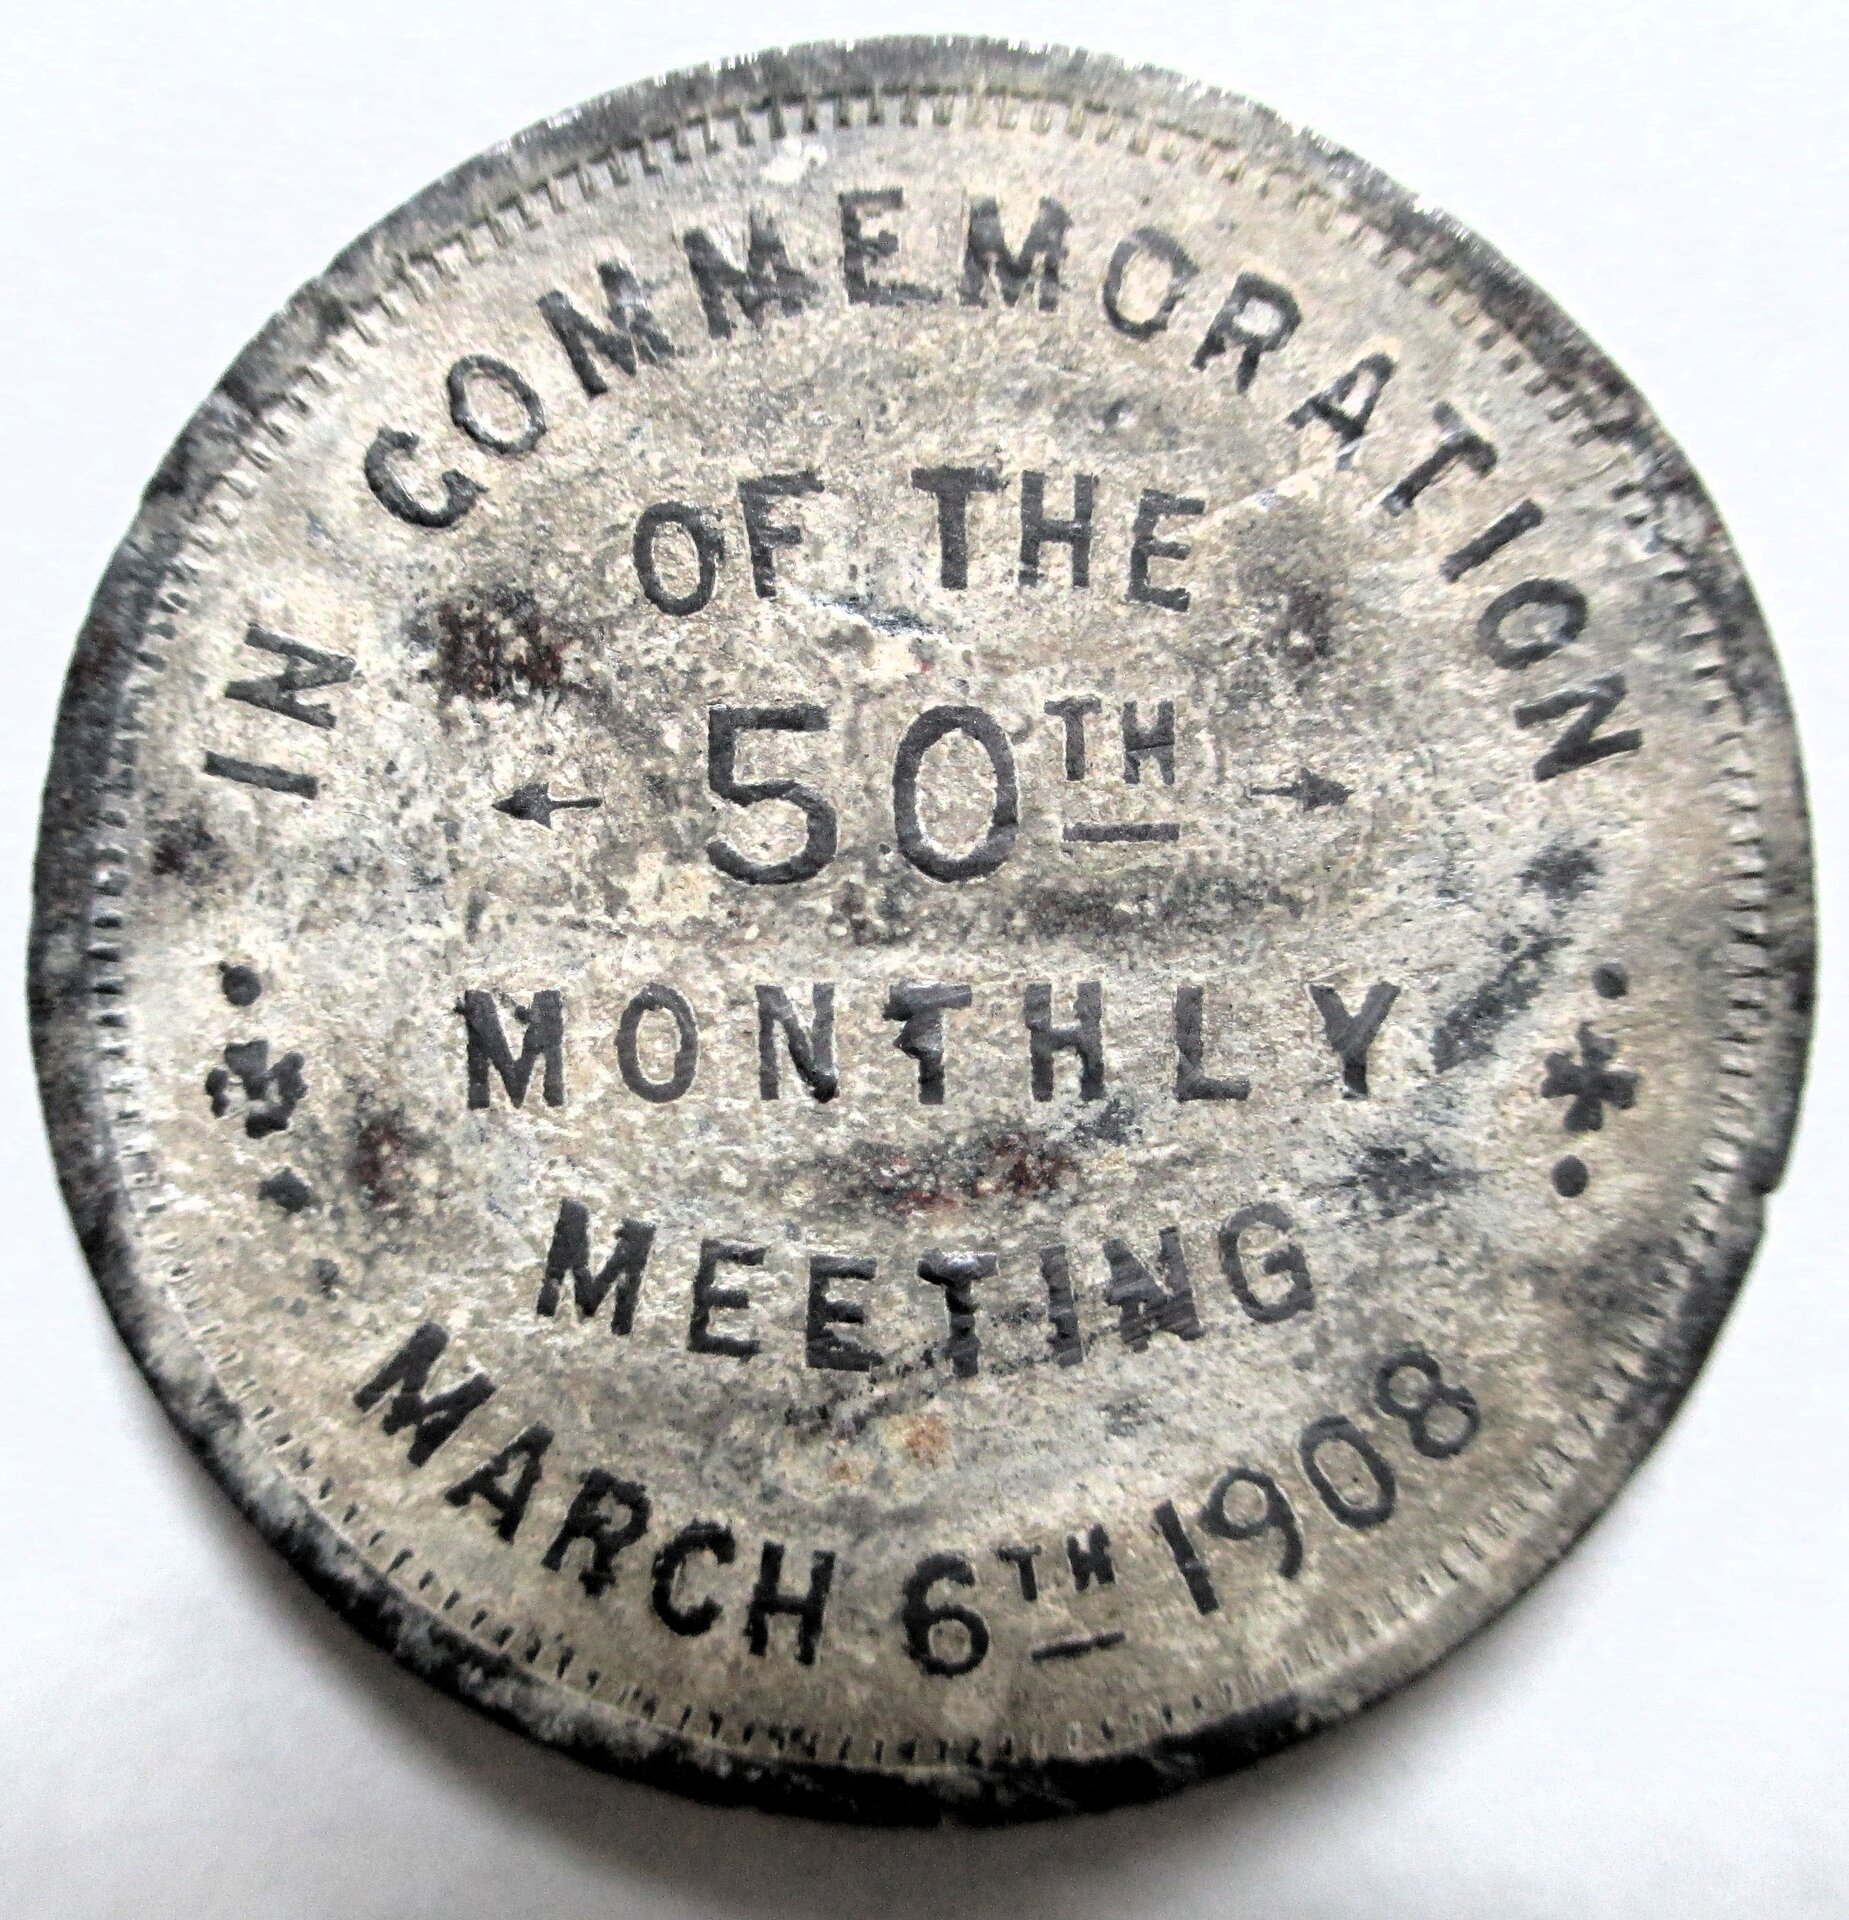 IN COMMEMORATION
OF THE
50TH
MONTHLY
MEETING
MARCH 6TH 1908